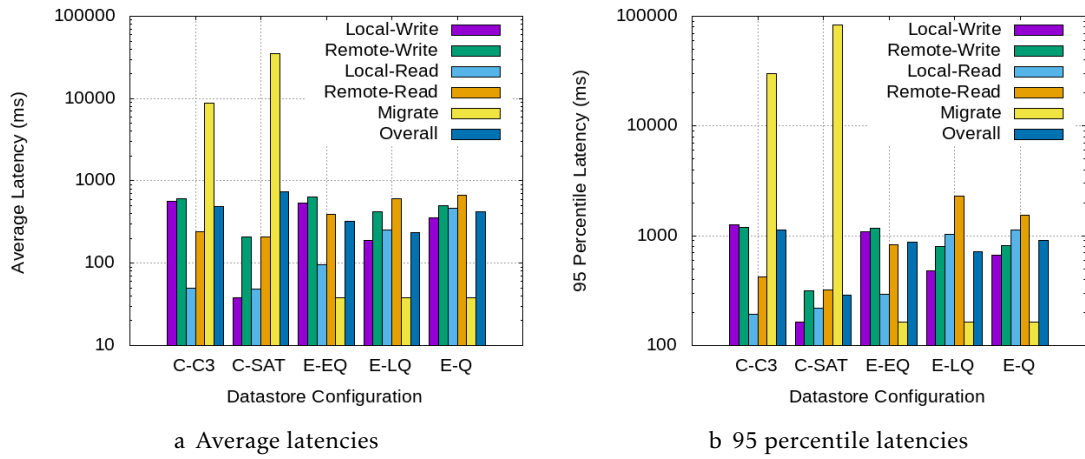 100000
10000
1000
100
10
Average Latency (ms)
Local-Write
Remote-Write
Local-Read
Remote-Read
Migrate
Overall
C-C3 C-SAT E-EQ E-LQ E-Q
Datastore Configuration
a Average latencies
100000
10000
1000
100
95 Percentile Latency (ms)
Local-Write
Remote-Write
Local-Read
Remote-Read
Migrate
Overall
C-C3 C-SAT E-EQ E-LQ E-Q
Datastore Configuration
b 95 percentile latencies